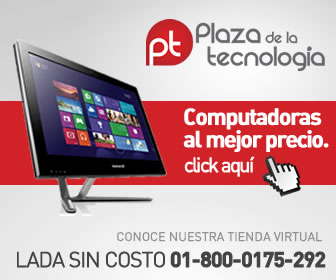 pt Plaza de la
tecnología
Computadoras
al mejor precio.
click aquí
CONOCE NUESTRA TIENDA VIRTUAL
LADA SIN COSTO 01-800-0175-292